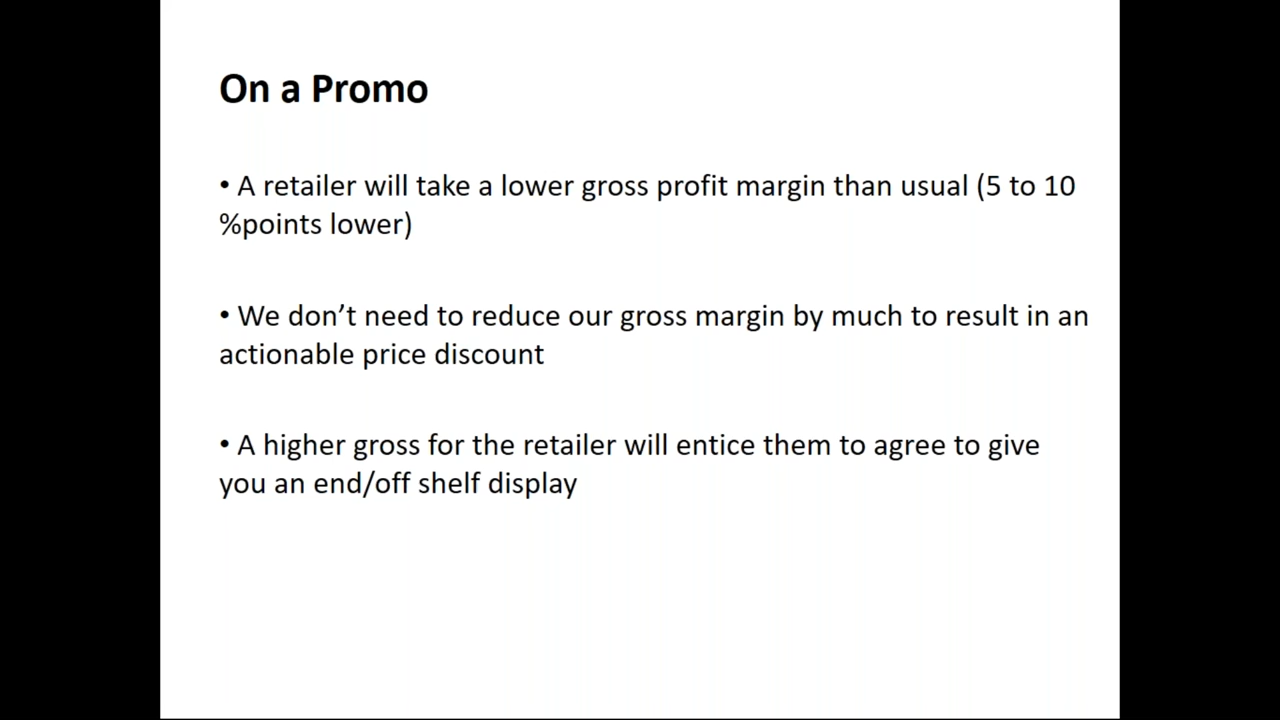 On a Promo
• A retailer will take a lower gross profit margin than usual (5 to 10
%points lower)
• We don’t need to reduce our gross margin by much to result in an
actionable price discount
• A higher gross for the retailer will entice them to agree to give
you an end/off shelf display